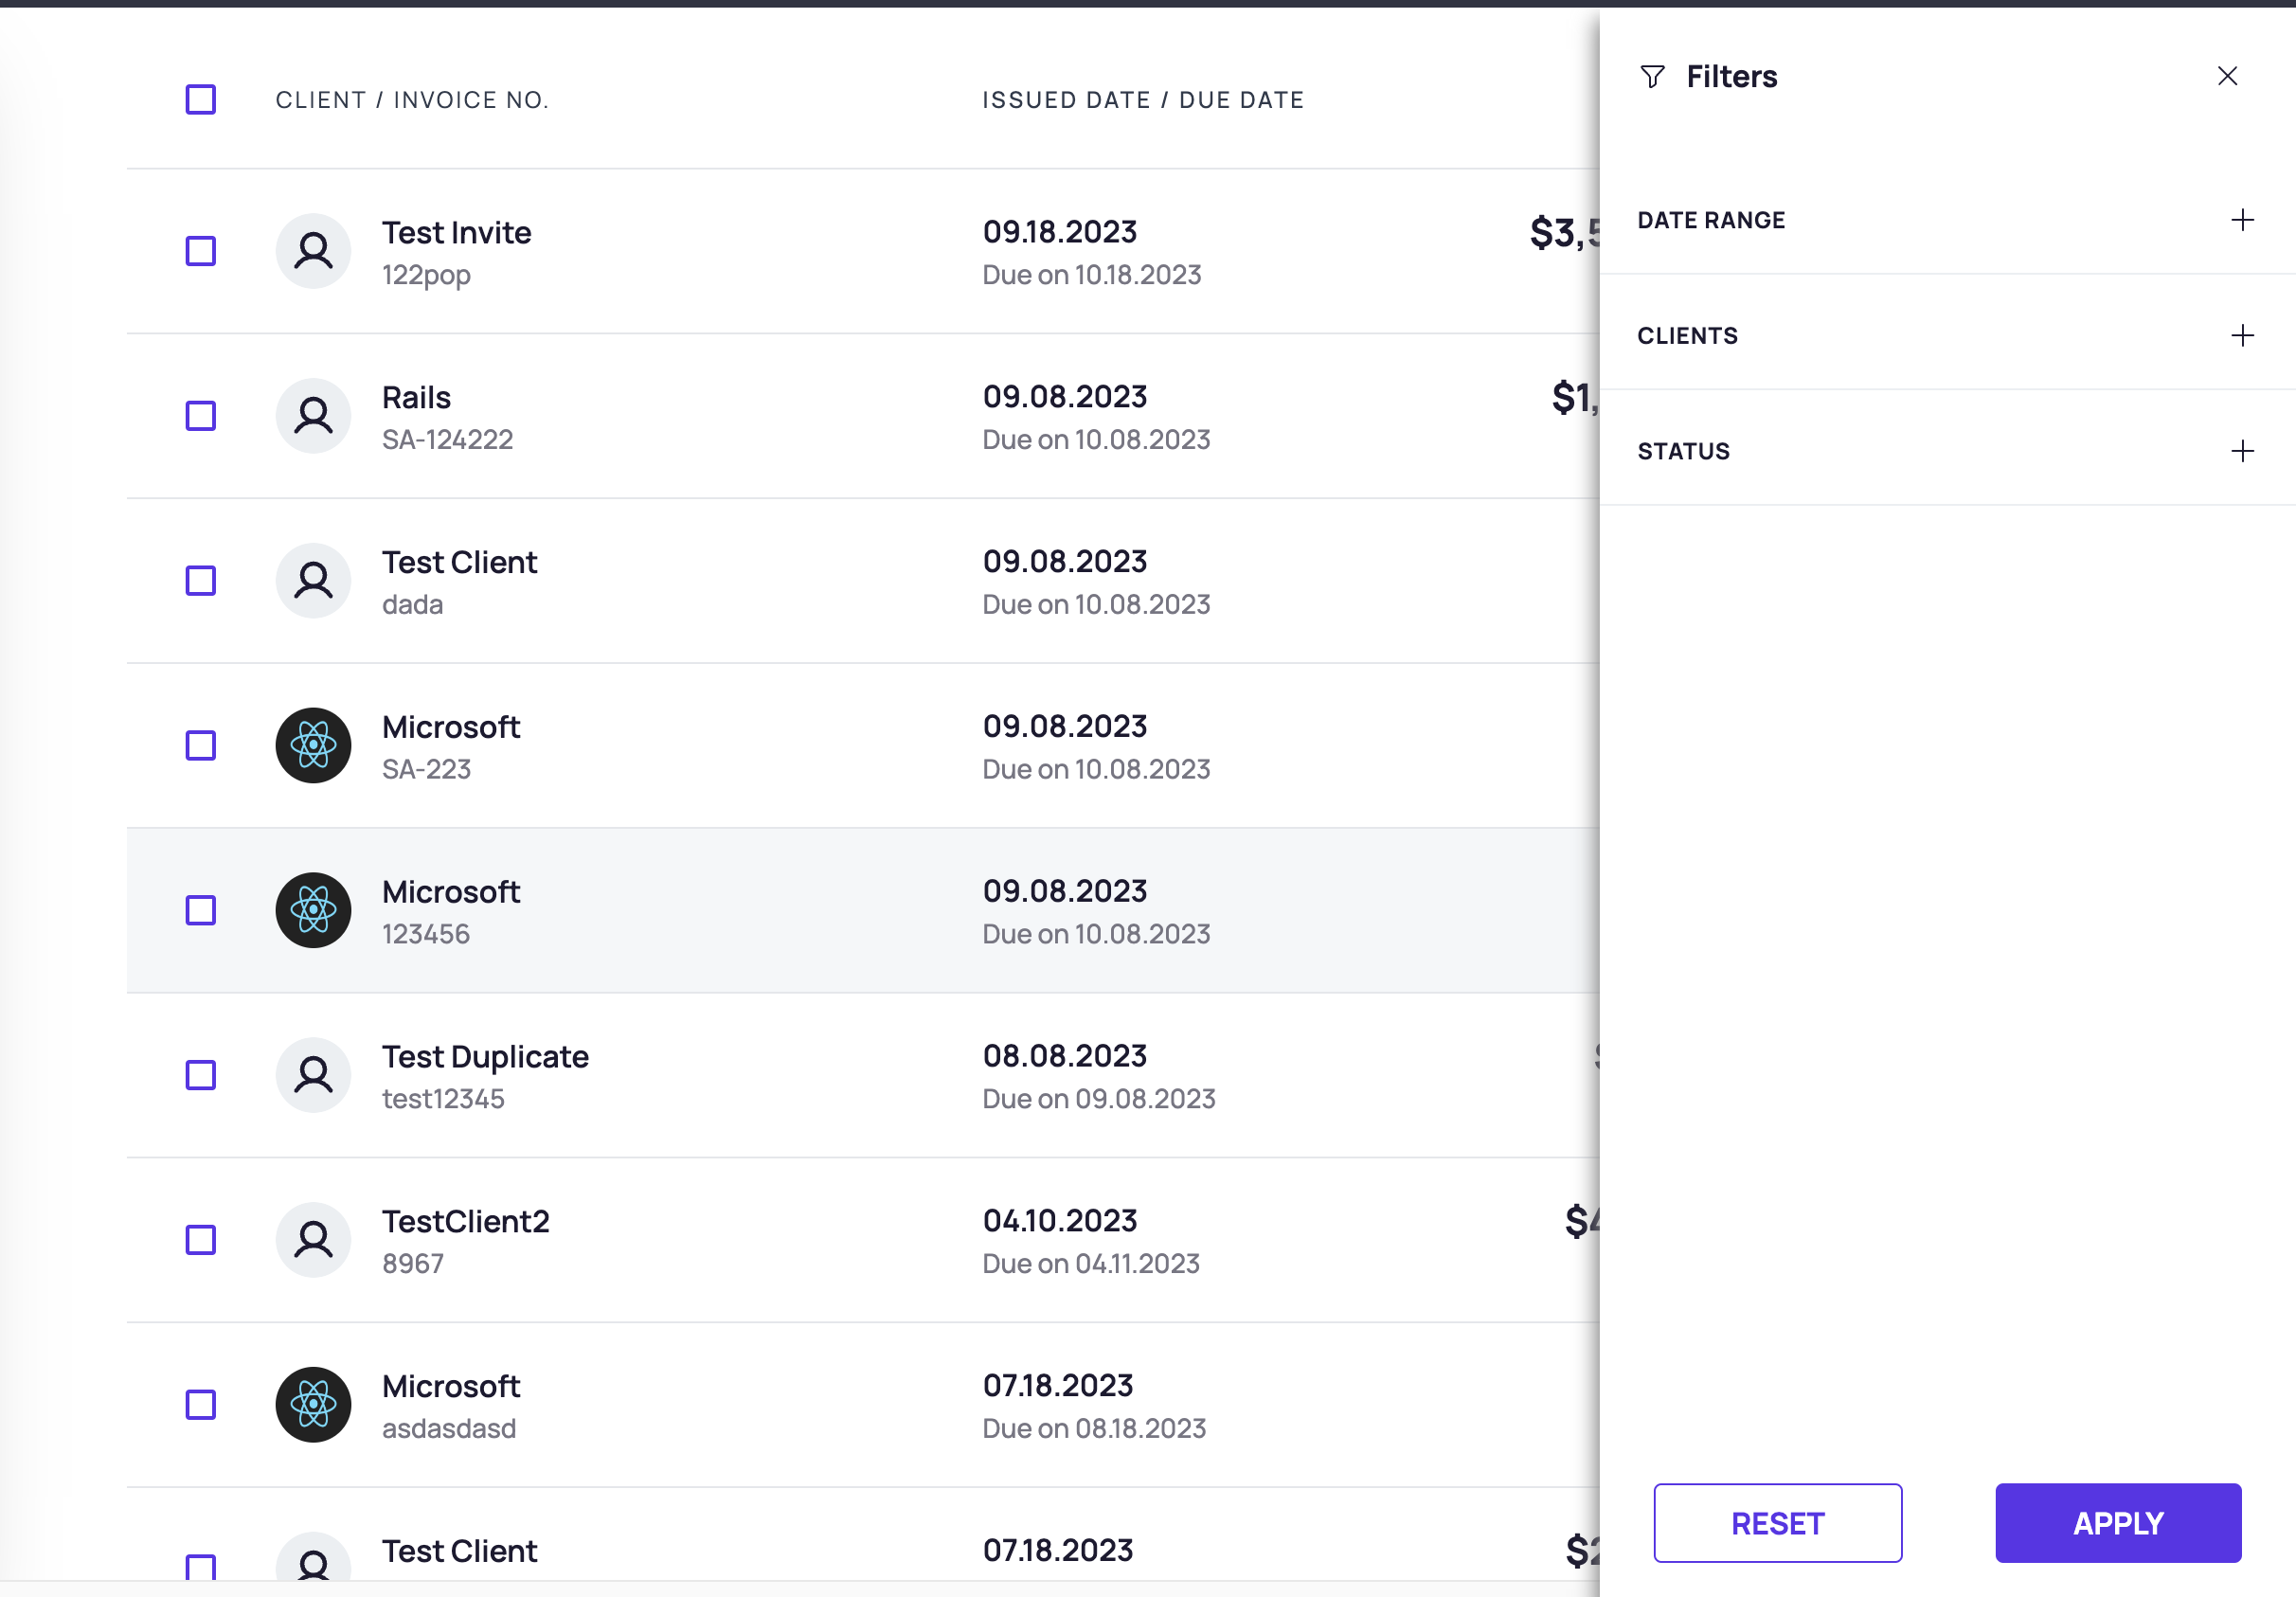 CLIENT / INVOICE NO.
ISSUED DATE / DUE DATE
Test Invite
122pop
09.18.2023
Due on 10.18.2023
$3,
Rails
SA-124222
09.08.2023
Due on 10.08.2023
$1,
Test Client
dada
09.08.2023
Due on 10.08.2023
Microsoft
SA-223
09.08.2023
Due on 10.08.2023
Microsoft
123456
09.08.2023
Due on 10.08.2023
Test Duplicate
test12345
08.08.2023
Due on 09.08.2023
TestClient2
8967
04.10.2023
Due on 04.11.2023
$4
Microsoft
asdasdasd
07.18.2023
Due on 08.18.2023
Test Client
07.18.2023
$2
Filters
DATE RANGE
CLIENTS
STATUS
RESET
APPLY